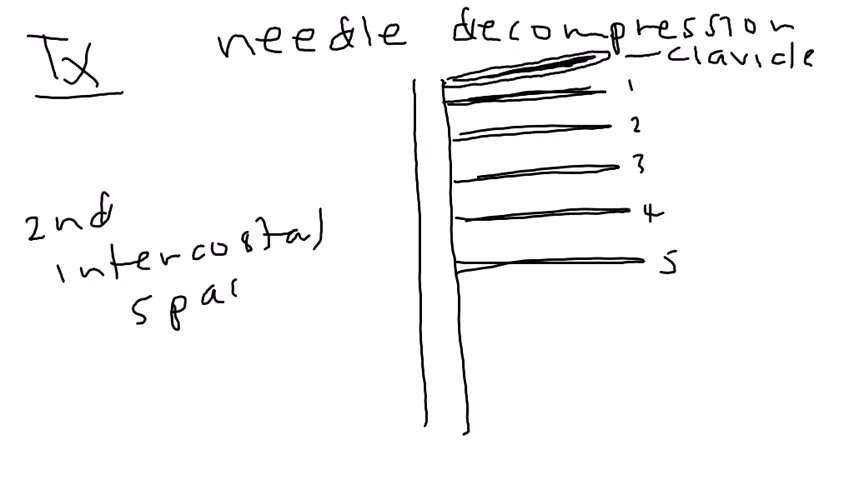 Tx needle decompression
clavicle
1
2
3
4
5
2nd
intercostal
spac